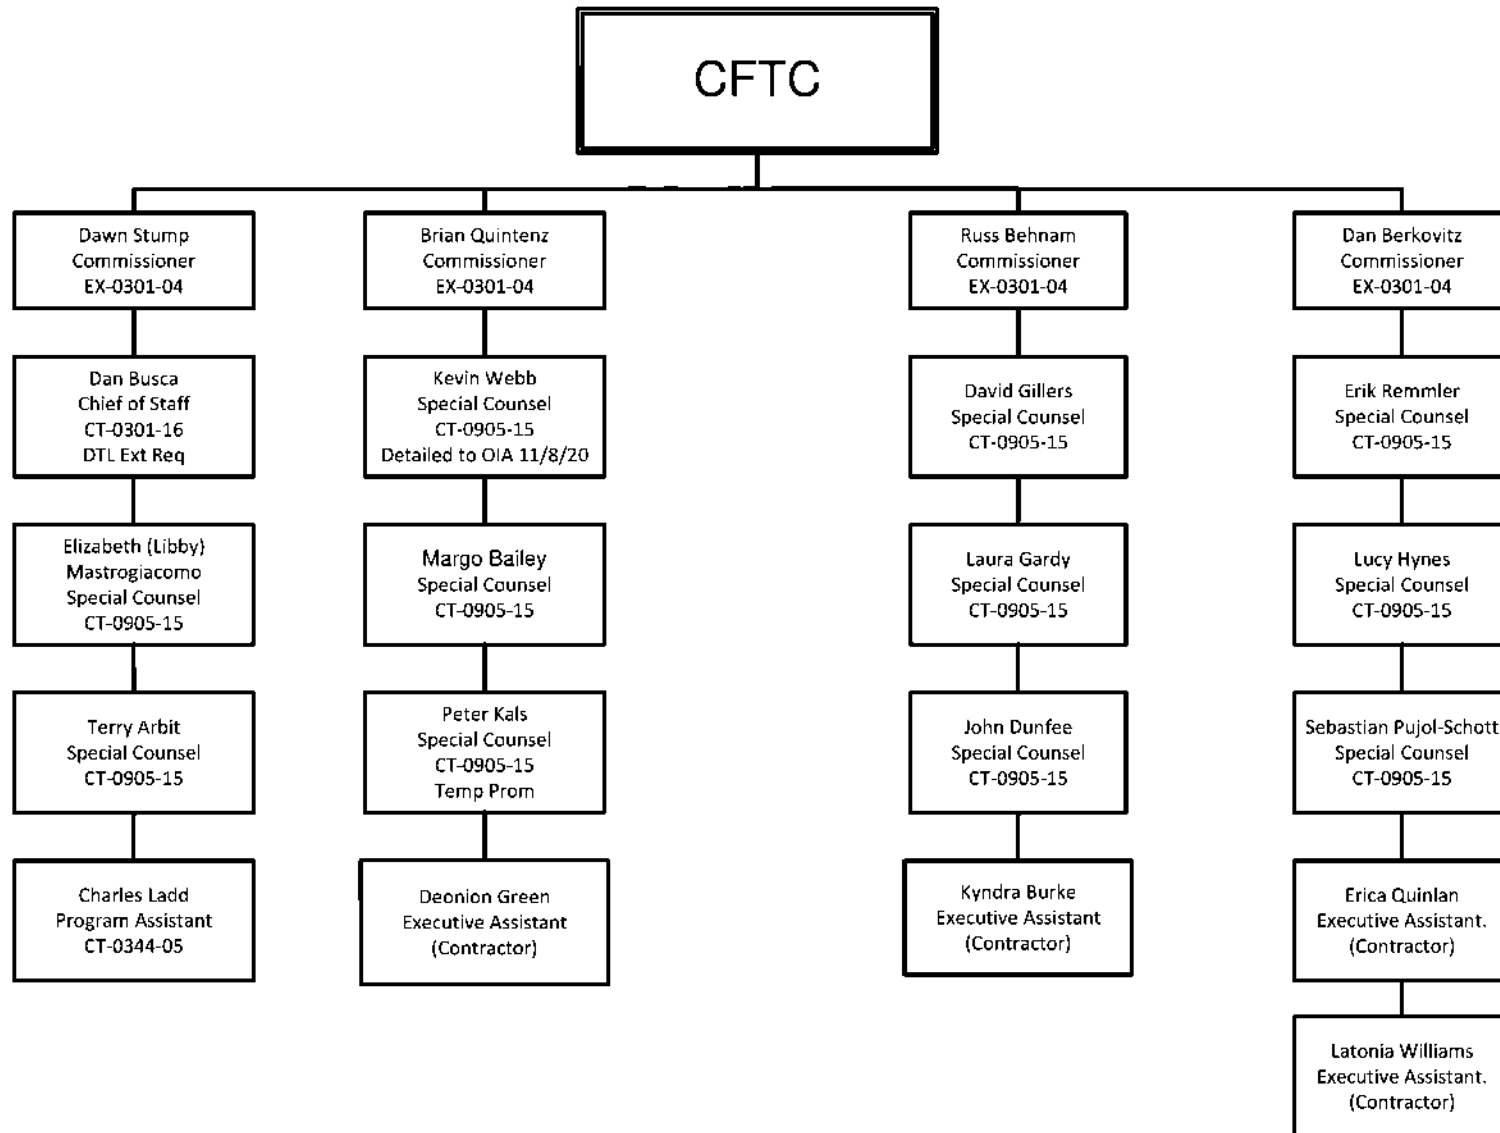 CFTC
Dawn Stump
Commissioner
EX-0301-04
Brian Quintenz
Commissioner
EX-0301-04
Russ Behnam
Commissioner
EX-0301-04
Dan Berkovitz
Commissioner
EX-0301-04
Dan Busca
Chief of Staff
CT-0301-16
DTL Ext Req
Kevin Webb
Special Counsel
CT-0905-15
Detailed to OIA 11/8/20
David Gillers
Special Counsel
CT-0905-15
Erik Remmler
Special Counsel
CT-0905-15
Elizabeth (Libby)
Mastrogiacomo
Special Counsel
CT-0905-15
Margo Bailey
Special Counsel
CT-0905-15
Laura Gardy
Special Counsel
CT-0905-15
Lucy Hynes
Special Counsel
CT-0905-15
Terry Arbit
Special Counsel
CT-0905-15
Peter Kals
Special Counsel
CT-0905-15
Temp Prom
John Dunfee
Special Counsel
CT-0905-15
Sebastian Pujol-Schott
Special Counsel
CT-0905-15
Charles Ladd
Program Assistant
CT-0344-05
Deonion Green
Executive Assistant
(Contractor)
Kyndra Burke
Executive Assistant
(Contractor)
Erica Quinlan
Executive Assistant.
(Contractor)
Latonia Williams
Executive Assistant.
(Contractor)